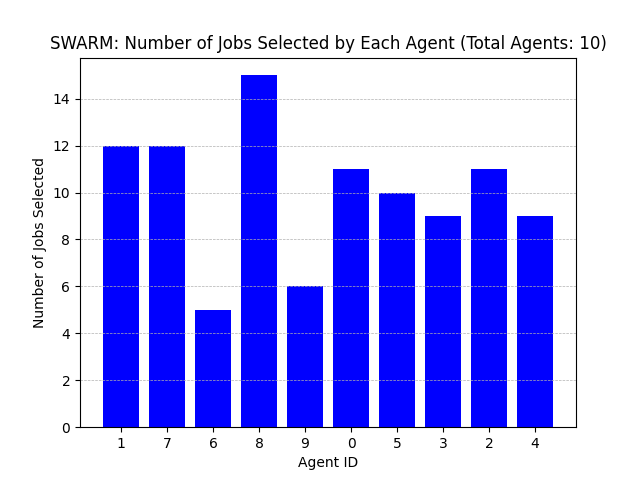 SWARM: Number of Jobs Selected by Each Agent (Total Agents: 10)
Number of Jobs Selected
14
12
10
8
6
4
2
0
1 7 6 8 9 0 5 3 2 4
Agent ID